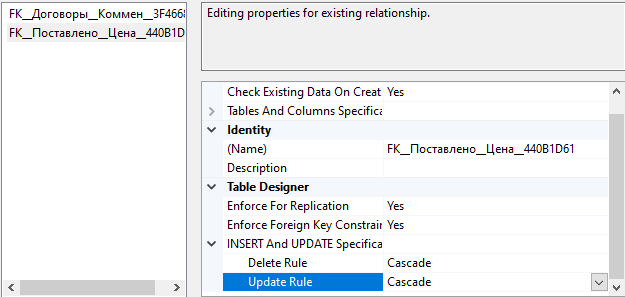 FK__Договоры__Коммен__3F466
FK__Поставлено__Цена__440B1D
Editing properties for existing relationship.
Check Existing Data On Creat Yes
Tables And Columns Specifica
Identity
(Name) FK__Поставлено__Цена__440B1D61
Description
Table Designer
Enforce For Replication Yes
Enforce Foreign Key Constrain Yes
INSERT And UPDATE Specifica
Delete Rule Cascade
Update Rule Cascade